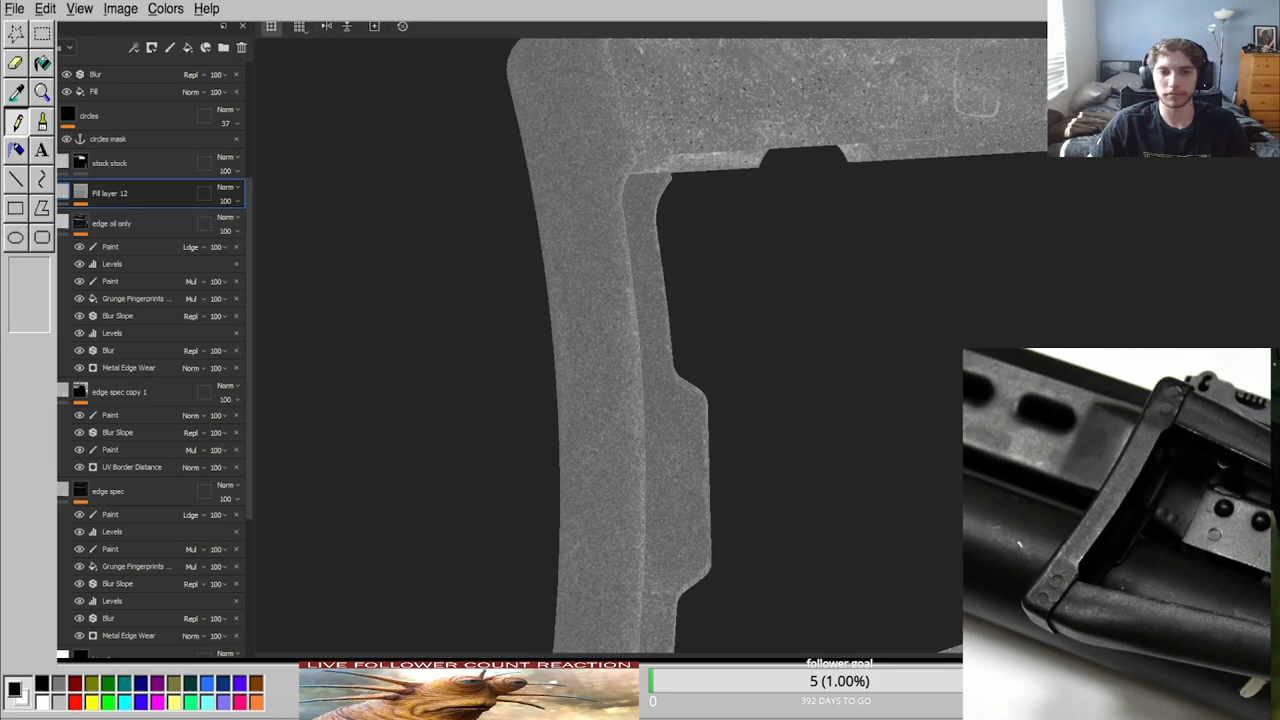 File Edit View Image Colors Help
Blur Repl 100
Fill Norm 100
circles Norm 37
circles mask
stock stock Norm 100
Fill layer 12 Norm 100
edge oil only Norm 100
Paint Ldge 100
Levels
Paint Mul 100
Grunge Fingerprints ... Mul 100
Blur Slope Repl 100
Levels
Blur Repl 100
Metal Edge Wear Norm 100
edge spec copy 1 Norm 100
Paint Norm 100
Blur Slope Norm 100
Paint Mul 100
UV Border Distance Norm 100
edge spec Norm 100
Paint Ldge 100
Levels
Paint Mul 100
Grunge Fingerprints ... Mul 100
Blur Slope Repl 100
Levels
Blur Repl 100
Metal Edge Wear Norm 100
LIVE FOLLOWER COUNT REACTION
follower goal
5 (1.00%)
0
392 DAYS TO GO